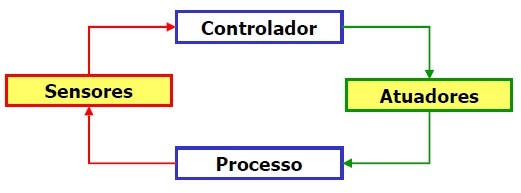 Controlador
Sensores
Atuadores
Processo